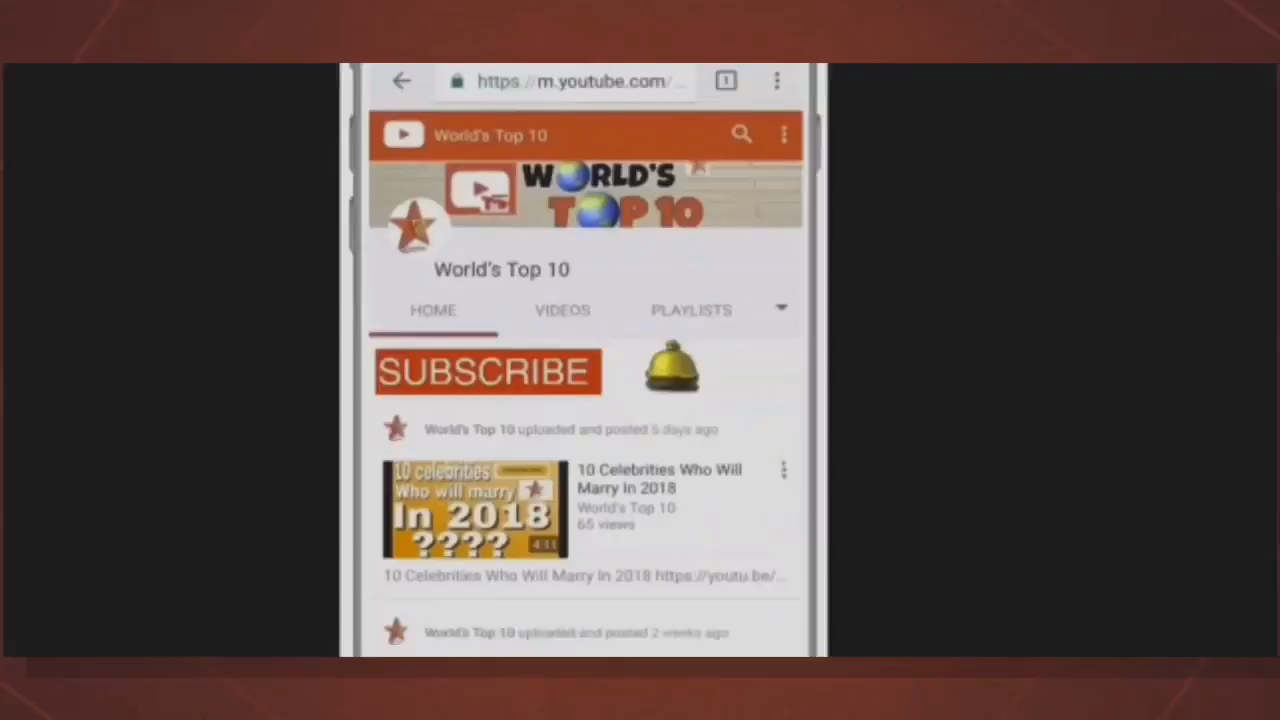 https://m.youtube.com/...
1
World's Top 10
WORLD'S
TOP 10
World's Top 10
HOME VIDEOS PLAYLISTS
SUBSCRIBE
World's Top 10 uploaded and posted 5 days ago
10 celebrities
Who will marry
In 2018
????
4:11
10 Celebrities Who Will
Marry In 2018
World's Top 10
65 views
10 Celebrities Who Will Marry In 2018 https://youtu.be/...
World's Top 10 uploaded and posted 2 weeks ago